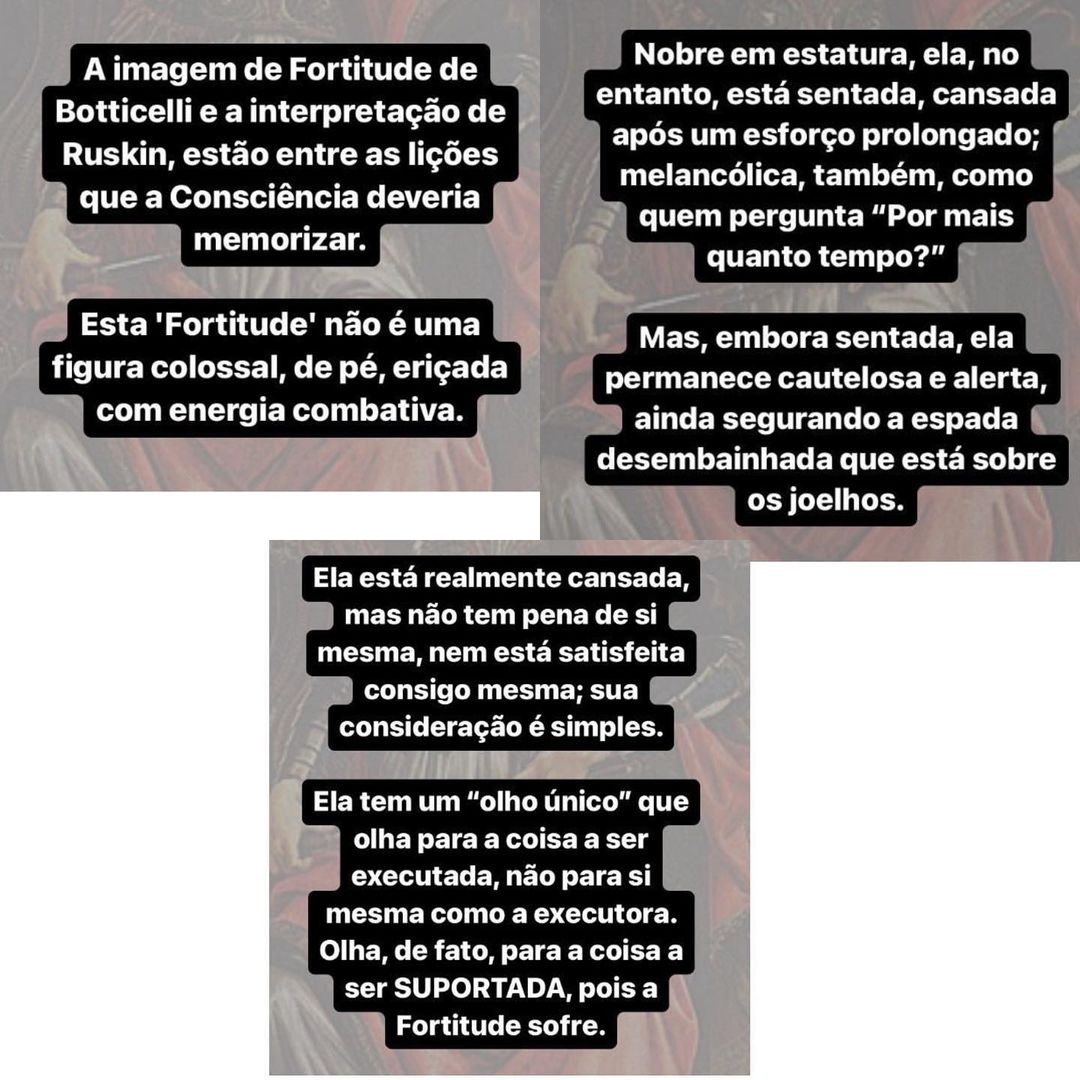 A imagem de Fortitude de
Botticelli e a interpretação de
Ruskin, estão entre as lições
que a Consciência deveria
memorizar.
Esta 'Fortitude' não é uma
figura colossal, de pé, eriçada
com energia combativa.
Nobre em estatura, ela, no
entanto, está sentada, cansada
após um esforço prolongado;
melancólica, também, como
quem pergunta “Por mais
quanto tempo?”
Mas, embora sentada, ela
permanece cautelosa e alerta,
ainda segurando a espada
desembainhada que está sobre
os joelhos.
Ela está realmente cansada,
mas não tem pena de si
mesma, nem está satisfeita
consigo mesma; sua
consideração é simples.
Ela tem um “olho único” que
olha para a coisa a ser
executada, não para si
mesma como a executora.
Olha, de fato, para a coisa a
ser SUPORTADA, pois a
Fortitude sofre.